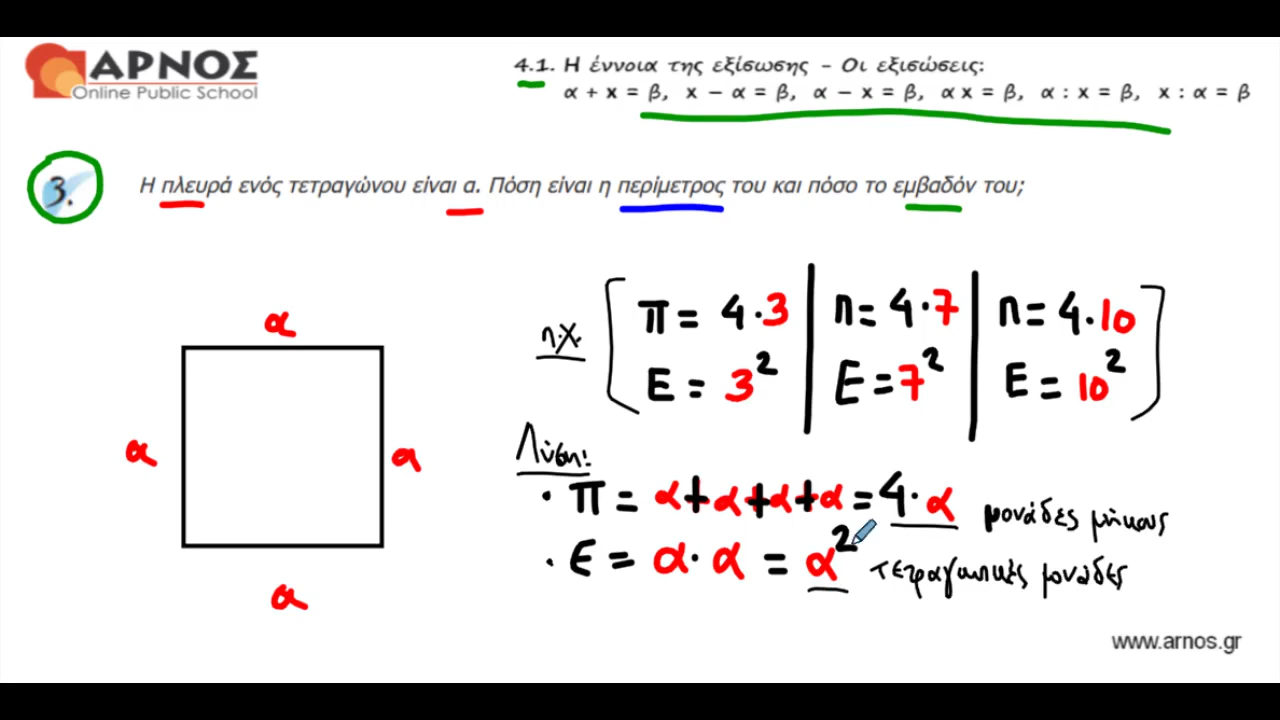 ΑΡΝΟΣ
Online Public School
4.1. Η έννοια της εξίσωσης - Οι εξισώσεις:
α + x = β, x - α = β, α - x = β, αx = β, α : x = β, x : α = β
3. Η πλευρά ενός τετραγώνου είναι α. Πόση είναι η περίμετρος του και πόσο το εμβαδόν του;
α
α
α
α
π.χ.
Π = 4·3
Π = 4·7
Π = 4·10
Ε = 3²
Ε = 7²
Ε = 10²
Λύση:
· Π = α+α+α+α = 4·α μονάδες μήκους
· Ε = α·α = α² τετραγωνικές μονάδες
www.arnos.gr